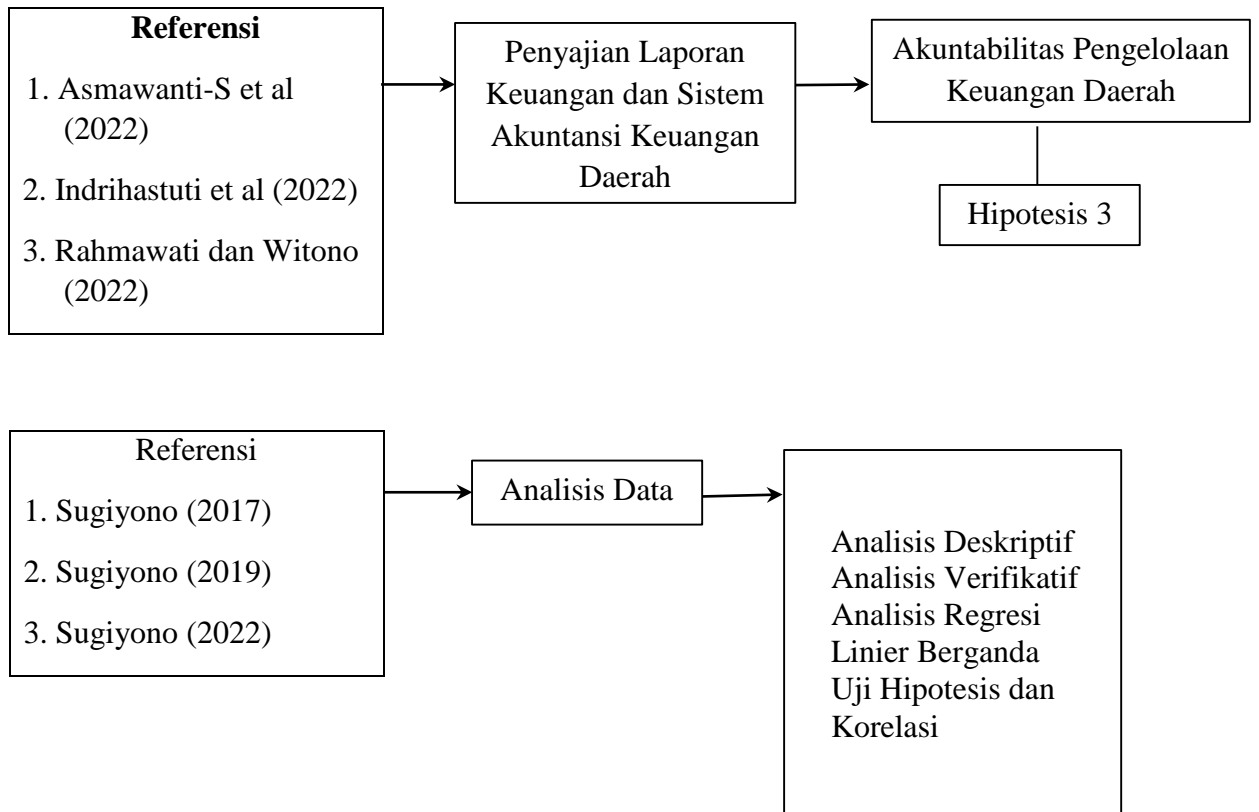 Referensi
1. Asmawanti-S et al
(2022)
2. Indrihastuti et al (2022)
3. Rahmawati dan Witono
(2022)
Penyajian Laporan
Keuangan dan Sistem
Akuntansi Keuangan
Daerah
Akuntabilitas Pengelolaan
Keuangan Daerah
Hipotesis 3
Referensi
1. Sugiyono (2017)
2. Sugiyono (2019)
3. Sugiyono (2022)
Analisis Data
Analisis Deskriptif
Analisis Verifikatif
Analisis Regresi
Linier Berganda
Uji Hipotesis dan
Korelasi